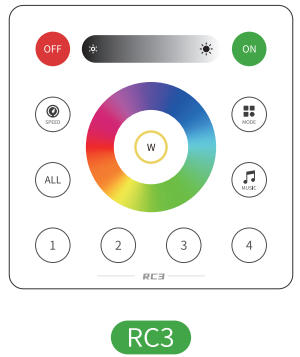 OFF
ON
SPEED
MODE
W
ALL
MUSIC
1 2 3 4
RC3
RC3